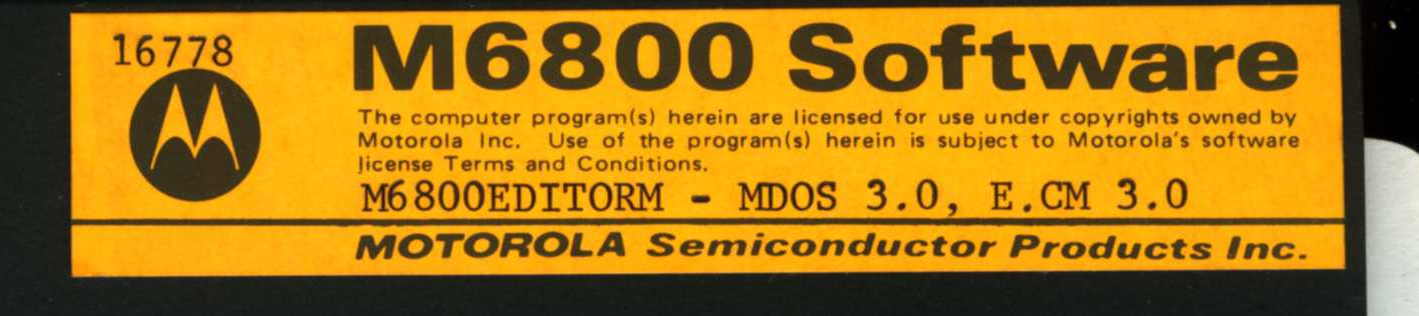 16778
M6800 Software
The computer program(s) herein are licensed for use under copyrights owned by
Motorola Inc. Use of the program(s) herein is subject to Motorola's software
license Terms and Conditions.
M6800EDITORM - MDOS 3.0, E.CM 3.0
MOTOROLA Semiconductor Products Inc.